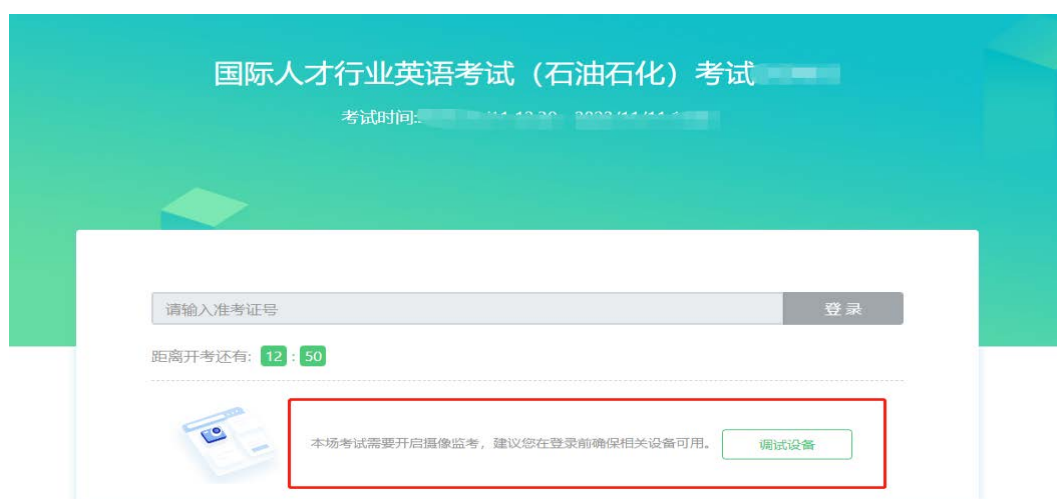 国际人才行业英语考试（石油石化）考试
考试时间:
请输入准考证号
登录
距离开考还有: 12 : 50
本场考试需要开启摄像监考，建议您在登录前确保相关设备可用。
调试设备